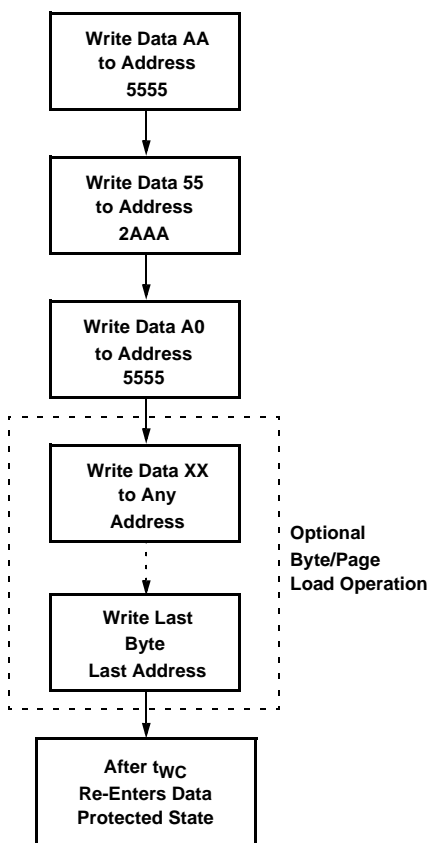 Write Data AA
to Address
5555
Write Data 55
to Address
2AAA
Write Data A0
to Address
5555
Write Data XX
to Any
Address
Optional
Byte/Page
Load Operation
Write Last
Byte
Last Address
After tWC
Re-Enters Data
Protected State